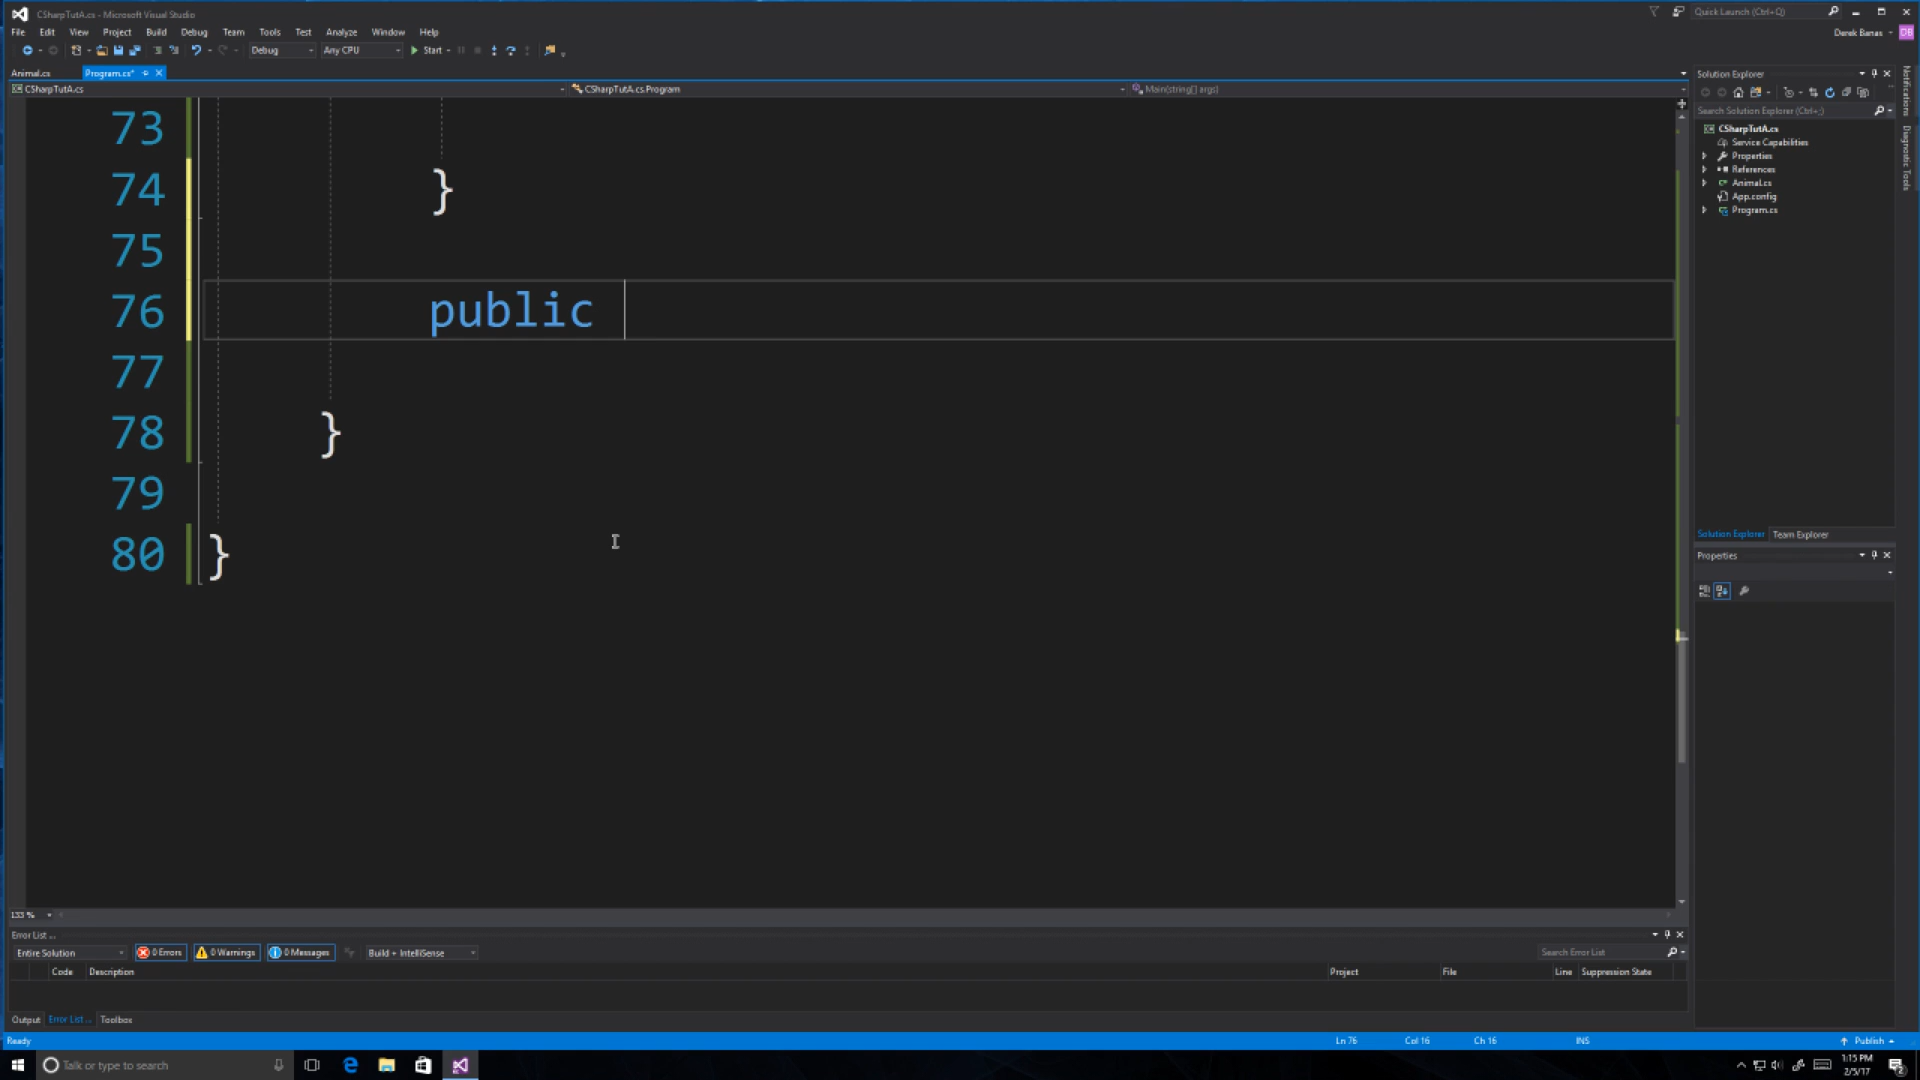 CSharpTutA.cs - Microsoft Visual Studio
Quick Launch (Ctrl+Q)
File Edit View Project Build Debug Team Tools Test Analyze Window Help
Derek Banas
DB
Debug Any CPU Start
Animal.cs Program.cs*
CSharpTutA.cs CSharpTutA.cs.Program Main(string[] args)
73
74 }
75
76 public
77
78 }
79
80 }
Solution Explorer
Search Solution Explorer (Ctrl+;)
CSharpTutA.cs
Service Capabilities
Properties
References
Animal.cs
App.config
Program.cs
Solution Explorer Team Explorer
Properties
Notifications
Diagnostic Tools
133 %
Error List ...
Entire Solution 0 Errors 0 Warnings 0 Messages Build + IntelliSense Search Error List
Code Description Project File Line Suppression State
Output Error List ... Toolbox
Ready Ln 76 Col 16 Ch 16 INS Publish
Talk or type to search
1:15 PM
2/5/17